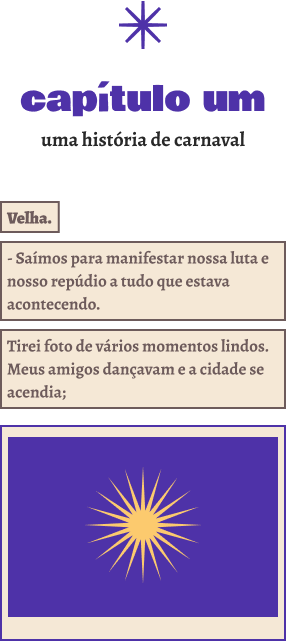 capítulo um
uma história de carnaval
Velha.
- Saímos para manifestar nossa luta e
nosso repúdio a tudo que estava
acontecendo.
Tirei foto de vários momentos lindos.
Meus amigos dançavam e a cidade se
acendia;